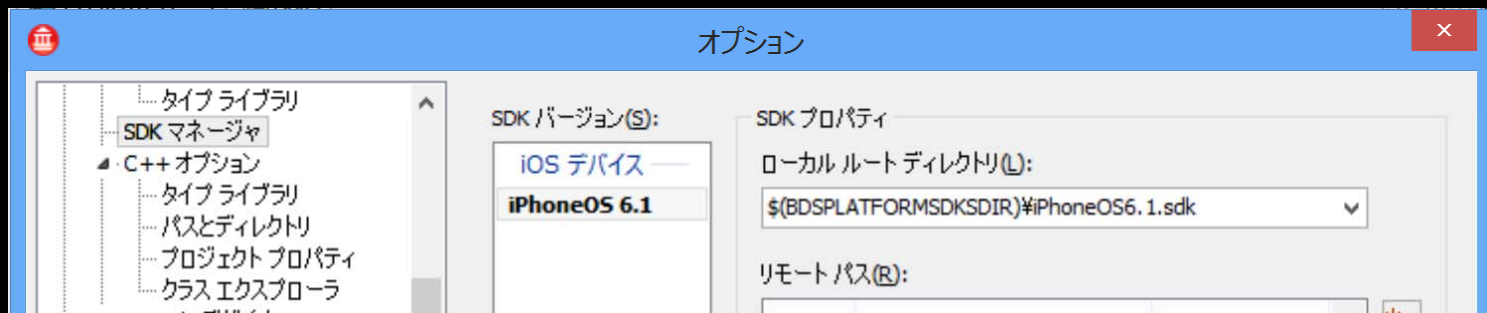 オプション
タイプ ライブラリ
SDK マネージャ
C++ オプション
タイプ ライブラリ
パスとディレクトリ
プロジェクト プロパティ
クラス エクスプローラ
SDK バージョン(S):
iOS デバイス
iPhoneOS 6.1
SDK プロパティ
ローカル ルート ディレクトリ(L):
$(BDSPLATFORMSDKSDIR)¥iPhoneOS6.1.sdk
リモート パス(R):